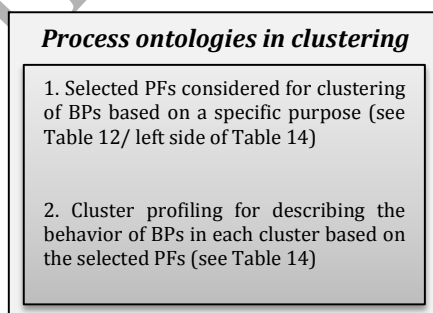 Process ontologies in clustering
1. Selected PFs considered for clustering
of BPs based on a specific purpose (see
Table 12/ left side of Table 14)
2. Cluster profiling for describing the
behavior of BPs in each cluster based on
the selected PFs (see Table 14)